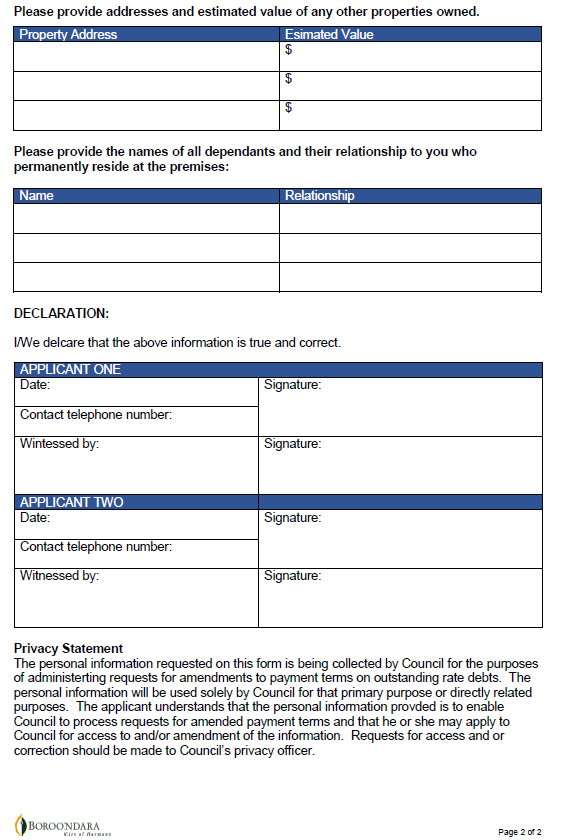 Please provide addresses and estimated value of any other properties owned.
Property Address Esimated Value
$
$
$
Please provide the names of all dependants and their relationship to you who
permanently reside at the premises:
Name Relationship
DECLARATION:
I/We delcare that the above information is true and correct.
APPLICANT ONE
Date: Signature:
Contact telephone number:
Wintessed by: Signature:
APPLICANT TWO
Date: Signature:
Contact telephone number:
Witnessed by: Signature:
Privacy Statement
The personal information requested on this form is being collected by Council for the purposes
of administerting requests for amendments to payment terms on outstanding rate debts. The
personal information will be used solely by Council for that primary purpose or directly related
purposes. The applicant understands that the personal information provded is to enable
Council to process requests for amended payment terms and that he or she may apply to
Council for access to and/or amendment of the information. Requests for access and or
correction should be made to Council's privacy officer.
BOROONDARA
City of Harmony
Page 2 of 2